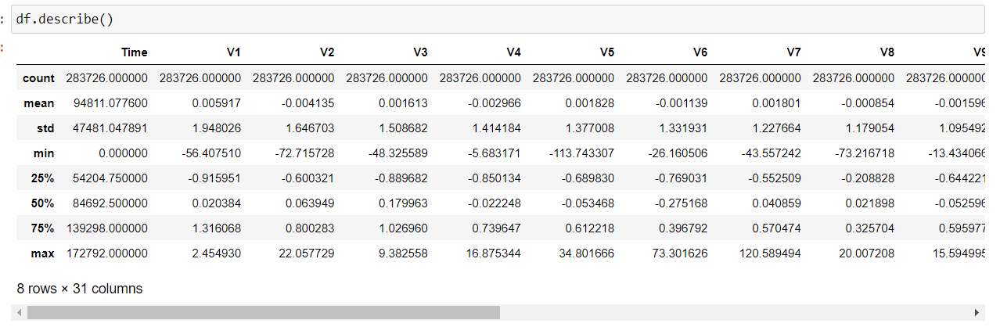 df.describe()
Time V1 V2 V3 V4 V5 V6 V7 V8 V9
count 283726.000000 283726.000000 283726.000000 283726.000000 283726.000000 283726.000000 283726.000000 283726.000000 283726.000000 283726.000000
mean 94811.077600 0.005917 -0.004135 0.001613 -0.002966 0.001828 -0.001139 0.001801 -0.000854 -0.001596
std 47481.047891 1.948026 1.646703 1.508682 1.414184 1.377008 1.331931 1.227664 1.179054 1.095492
min 0.000000 -56.407510 -72.715728 -48.325589 -5.683171 -113.743307 -26.160506 -43.557242 -73.216718 -13.434066
25% 54204.750000 -0.915951 -0.600321 -0.889682 -0.850134 -0.689830 -0.769031 -0.552509 -0.208828 -0.644221
50% 84692.500000 0.020384 0.063949 0.179963 -0.022248 -0.053468 -0.275168 0.040859 0.021898 -0.052596
75% 139298.000000 1.316068 0.800283 1.026960 0.739647 0.612218 0.396792 0.570474 0.325704 0.595977
max 172792.000000 2.454930 22.057729 9.382558 16.875344 34.801666 73.301626 120.589494 20.007208 15.594995
8 rows × 31 columns